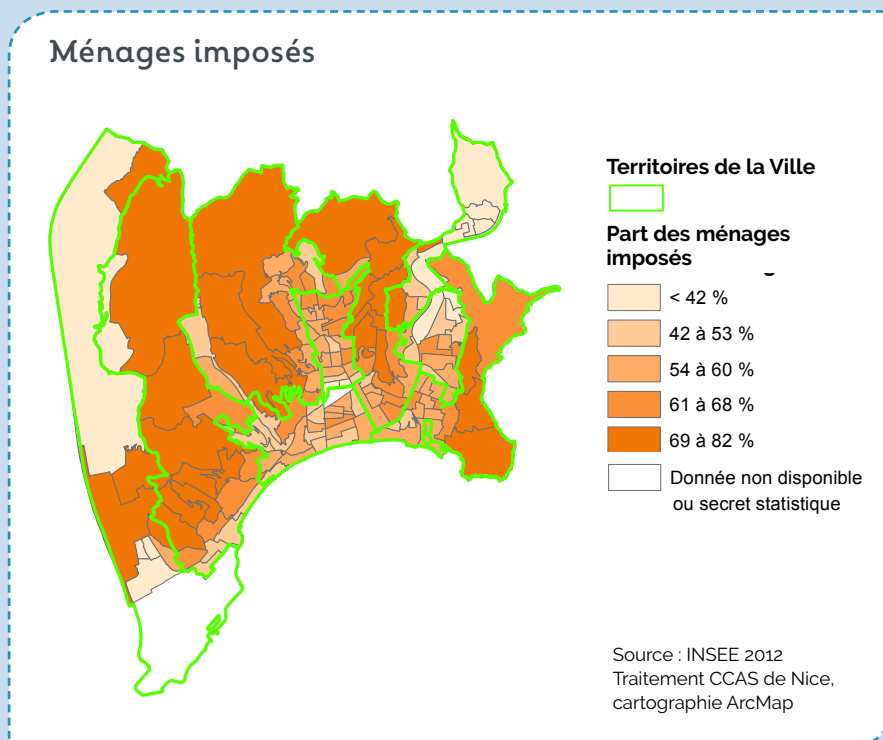 Ménages imposés
Territoires de la Ville
Part des ménages
imposés
< 42 %
42 à 53 %
54 à 60 %
61 à 68 %
69 à 82 %
Donnée non disponible
ou secret statistique
Source : INSEE 2012
Traitement CCAS de Nice,
cartographie ArcMap